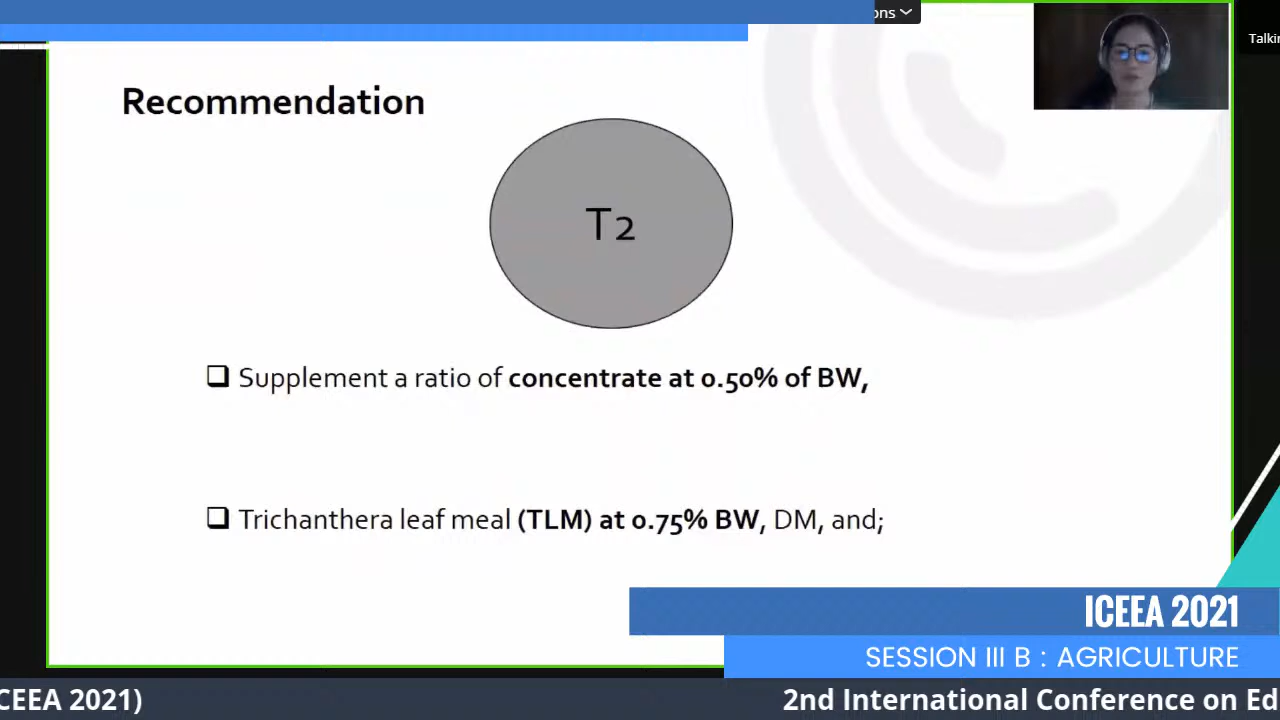 ons
Talkin
Recommendation
T2
❑ Supplement a ratio of concentrate at 0.50% of BW,
❑ Trichanthera leaf meal (TLM) at 0.75% BW, DM, and;
ICEEA 2021
SESSION III B : AGRICULTURE
CEEA 2021)
2nd International Conference on Ed